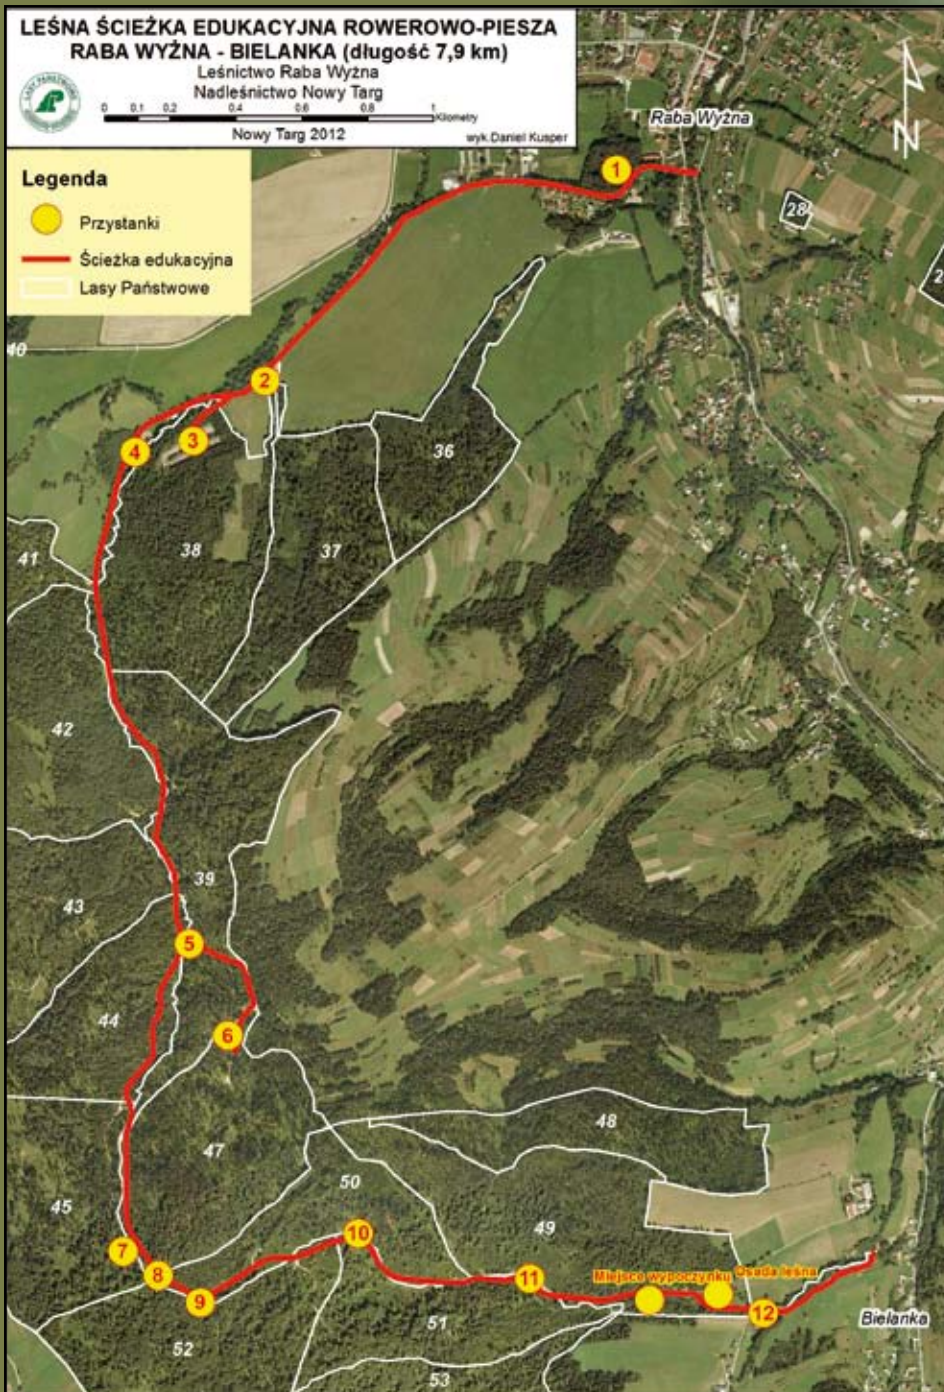 LEŚNA ŚCIEŻKA EDUKACYJNA ROWEROWO-PIESZA
RABA WYŻNA - BIELANKA (długość 7,9 km)
Leśnictwo Raba Wyżna
Nadleśnictwo Nowy Targ
0 0.1 0.2 0.4 0.6 0.8 1
Kilometry
Nowy Targ 2012
wyk.Daniel Kusper
Raba Wyżna
N
Legenda
Przystanki
Ścieżka edukacyjna
Lasy Państwowe
1
28
2
40
2
3
4
36
37
38
41
42
39
43
5
44
6
48
47
50
45
49
7
8
9
10
11
Miejsce wypoczynku
Osada leśna
12
51
52
53
Bielanka